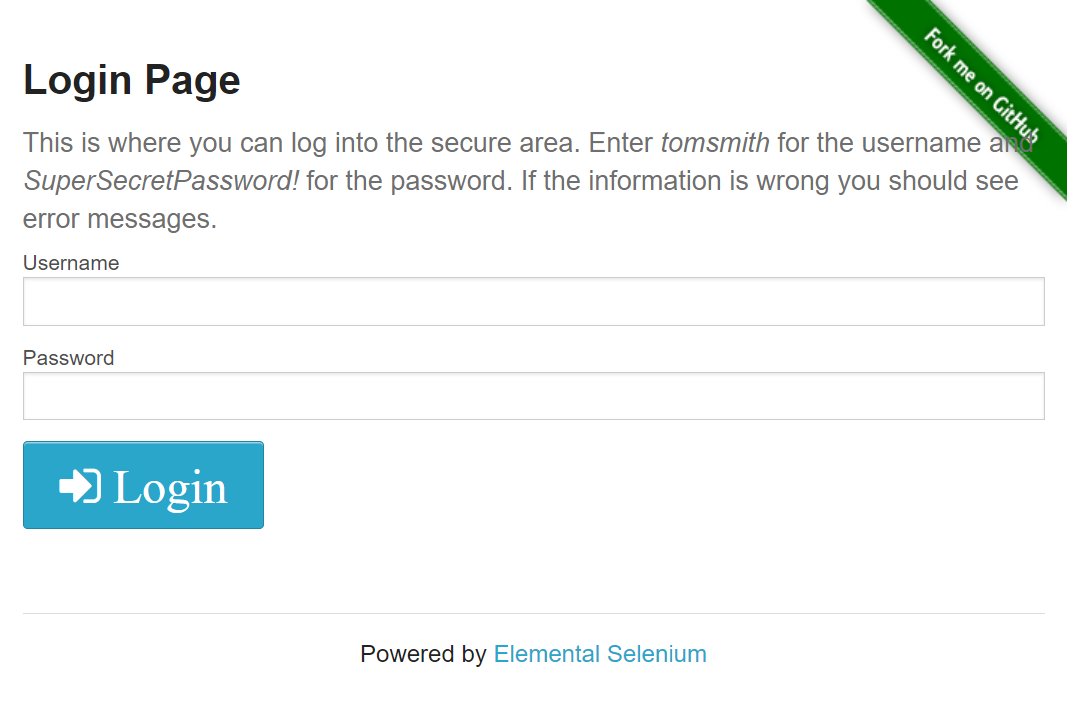 Fork me on GitHub
Login Page
This is where you can log into the secure area. Enter tomsmith for the username and
SuperSecretPassword! for the password. If the information is wrong you should see
error messages.
Username
Password
Login
Powered by Elemental Selenium